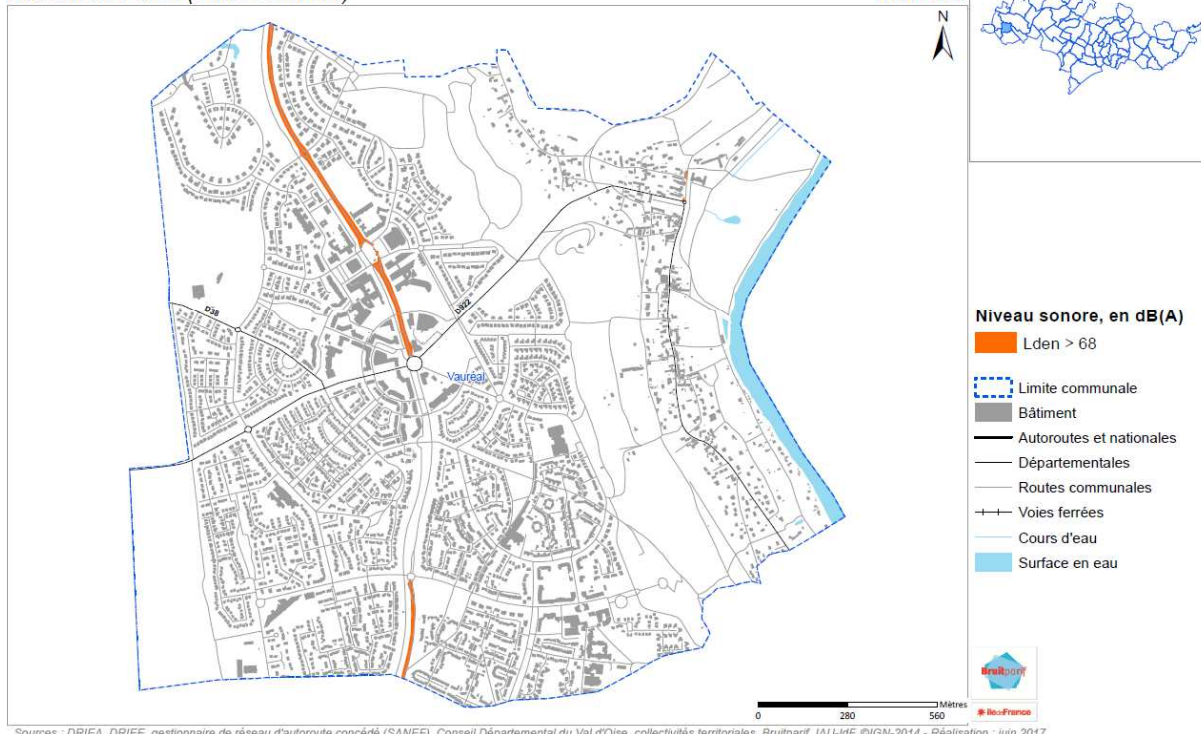 N
D38
D922
Vauréal
Niveau sonore, en dB(A)
Lden > 68
Limite communale
Bâtiment
Autoroutes et nationales
Départementales
Routes communales
Voies ferrées
Cours d'eau
Surface en eau
Bruitparif
îledeFrance
Mètres
0 280 560
Sources : DRIEA, DRIEE, gestionnaire de réseau d'autoroute concédé (SANEF), Conseil Départemental du Val d'Oise, collectivités territoriales, Bruitparif, IAU-IdF, ©IGN-2014 - Réalisation : juin 2017